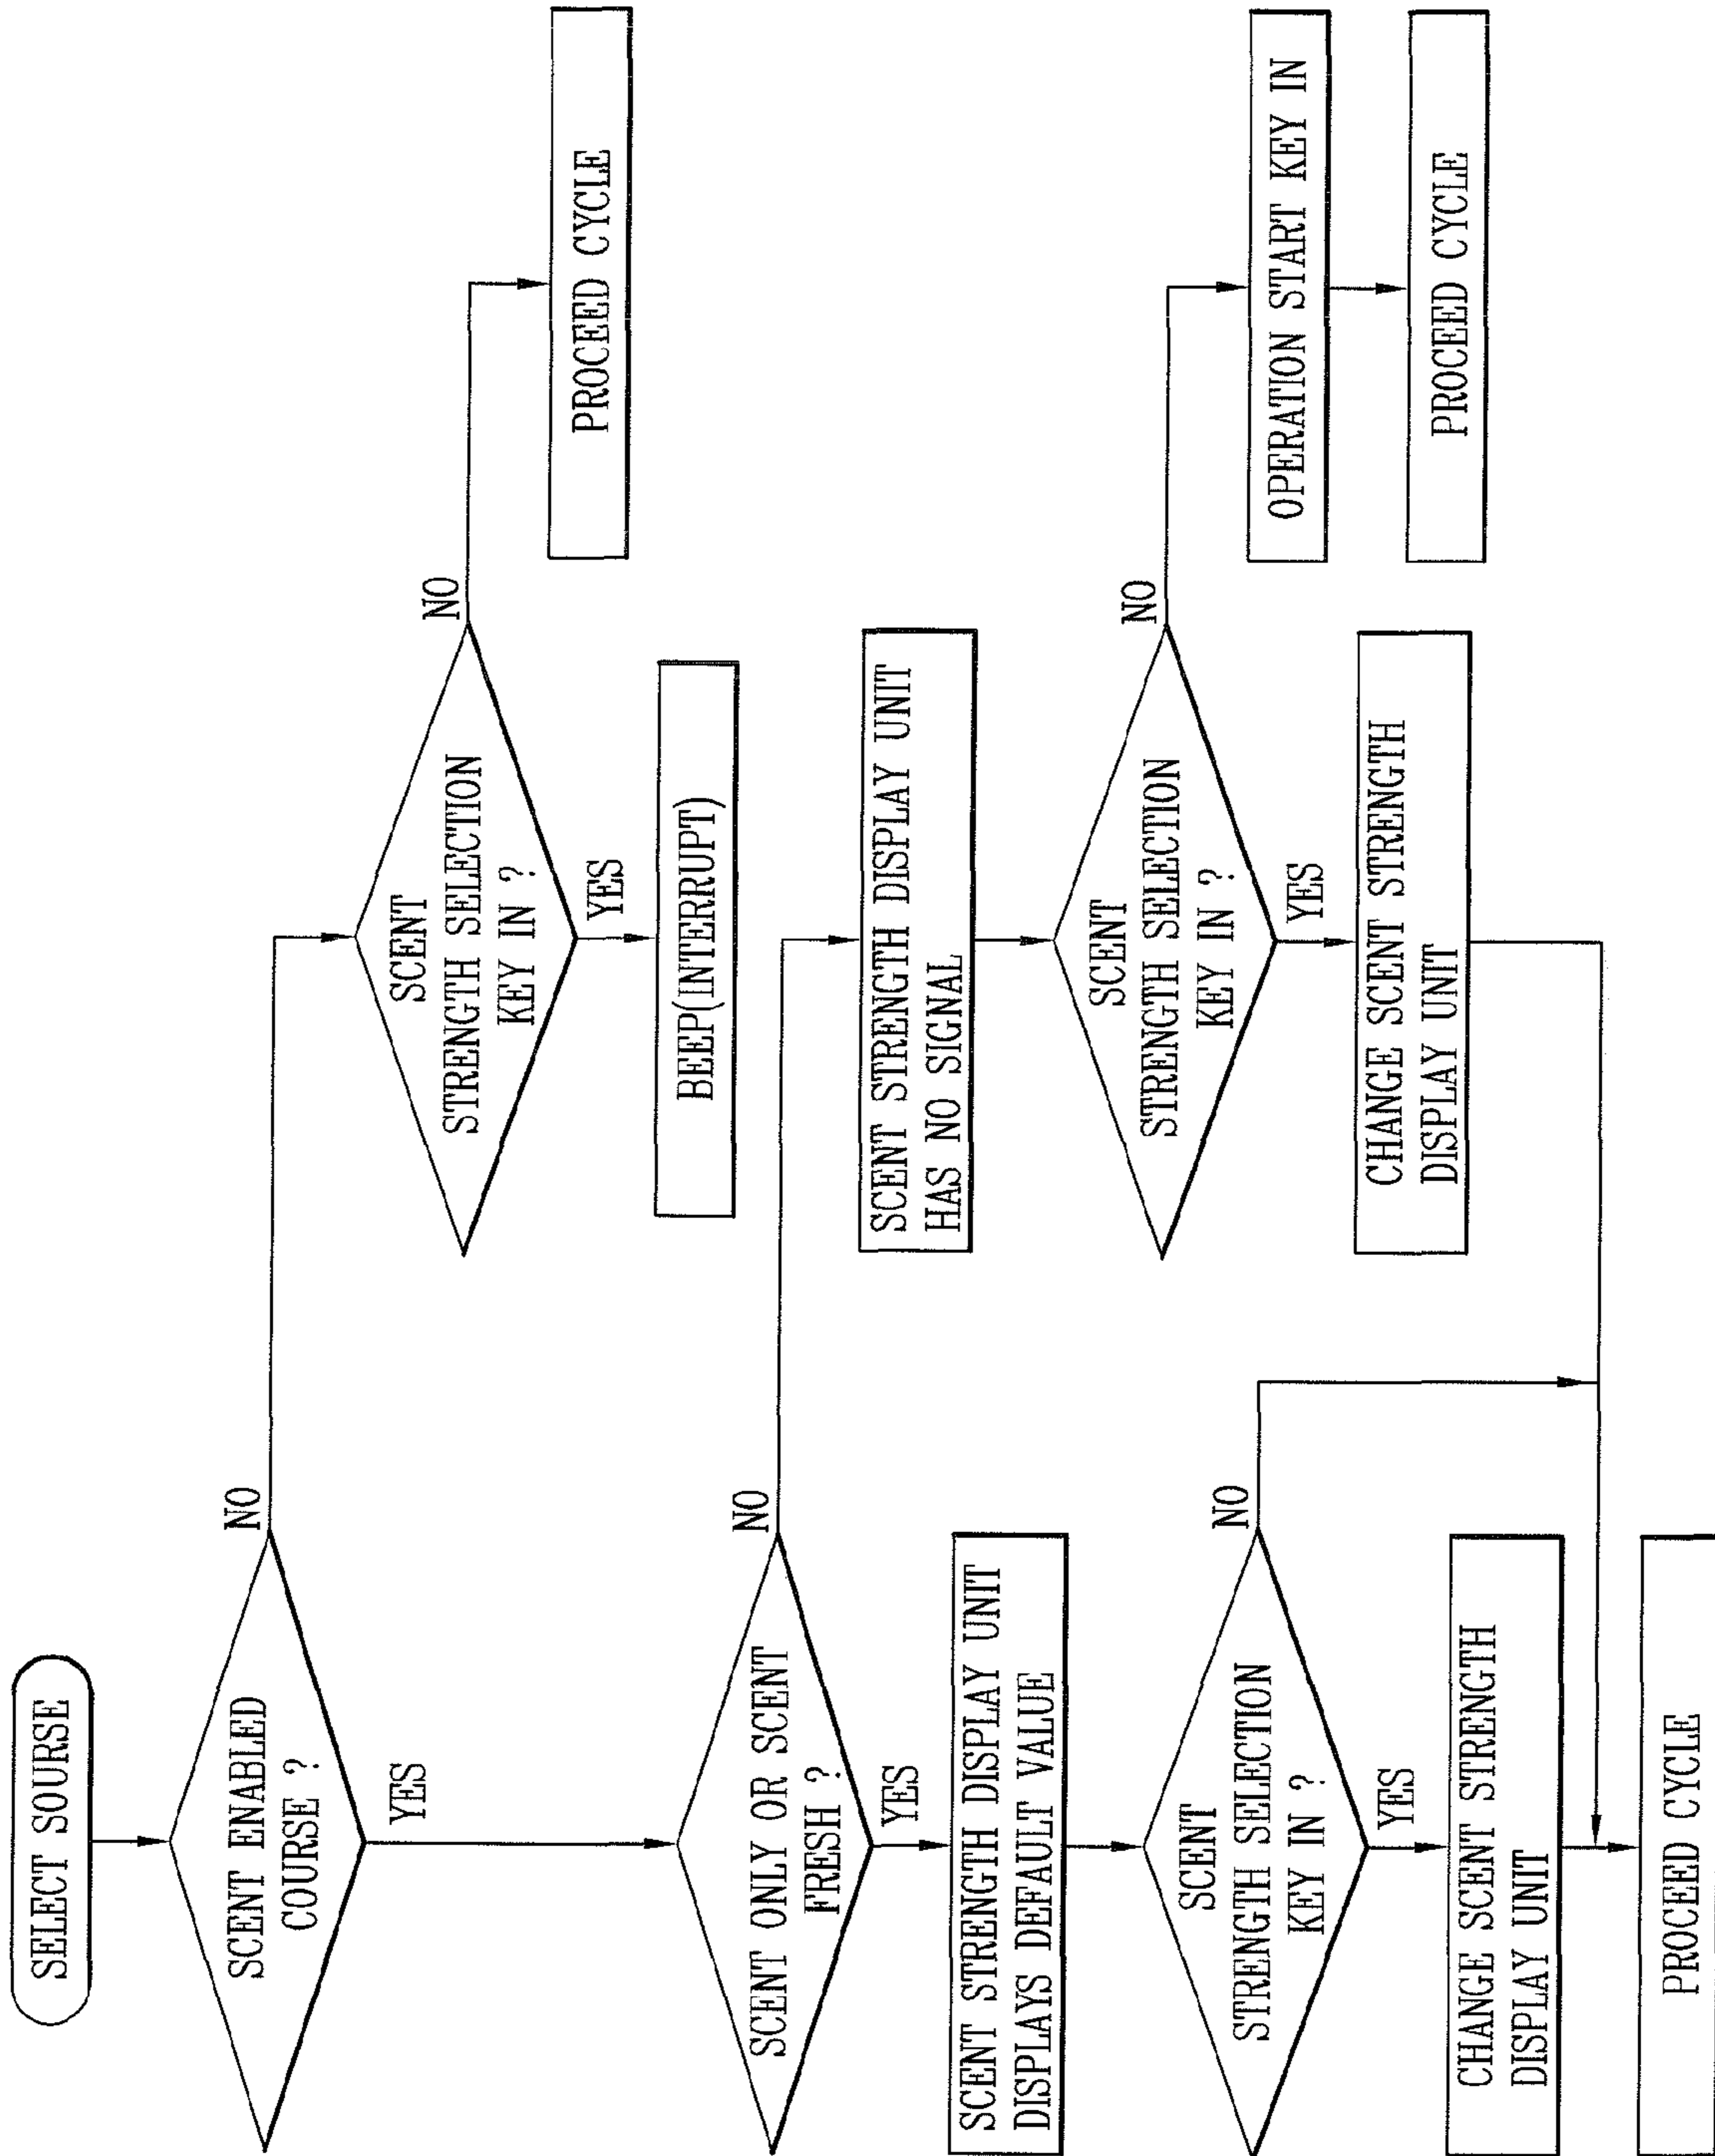 SELECT SOURSE
SCENT ENABLED
COURSE ?
NO
YES
SCENT
STRENGTH SELECTION
KEY IN ?
NO
YES
PROCEED CYCLE
BEEP(INTERRUPT)
SCENT ONLY OR SCENT
FRESH ?
NO
YES
SCENT STRENGTH DISPLAY UNIT
HAS NO SIGNAL
SCENT STRENGTH DISPLAY UNIT
DISPLAYS DEFAULT VALUE
SCENT
STRENGTH SELECTION
KEY IN ?
NO
YES
OPERATION START KEY IN
PROCEED CYCLE
CHANGE SCENT STRENGTH
DISPLAY UNIT
SCENT
STRENGTH SELECTION
KEY IN ?
NO
YES
CHANGE SCENT STRENGTH
DISPLAY UNIT
PROCEED CYCLE